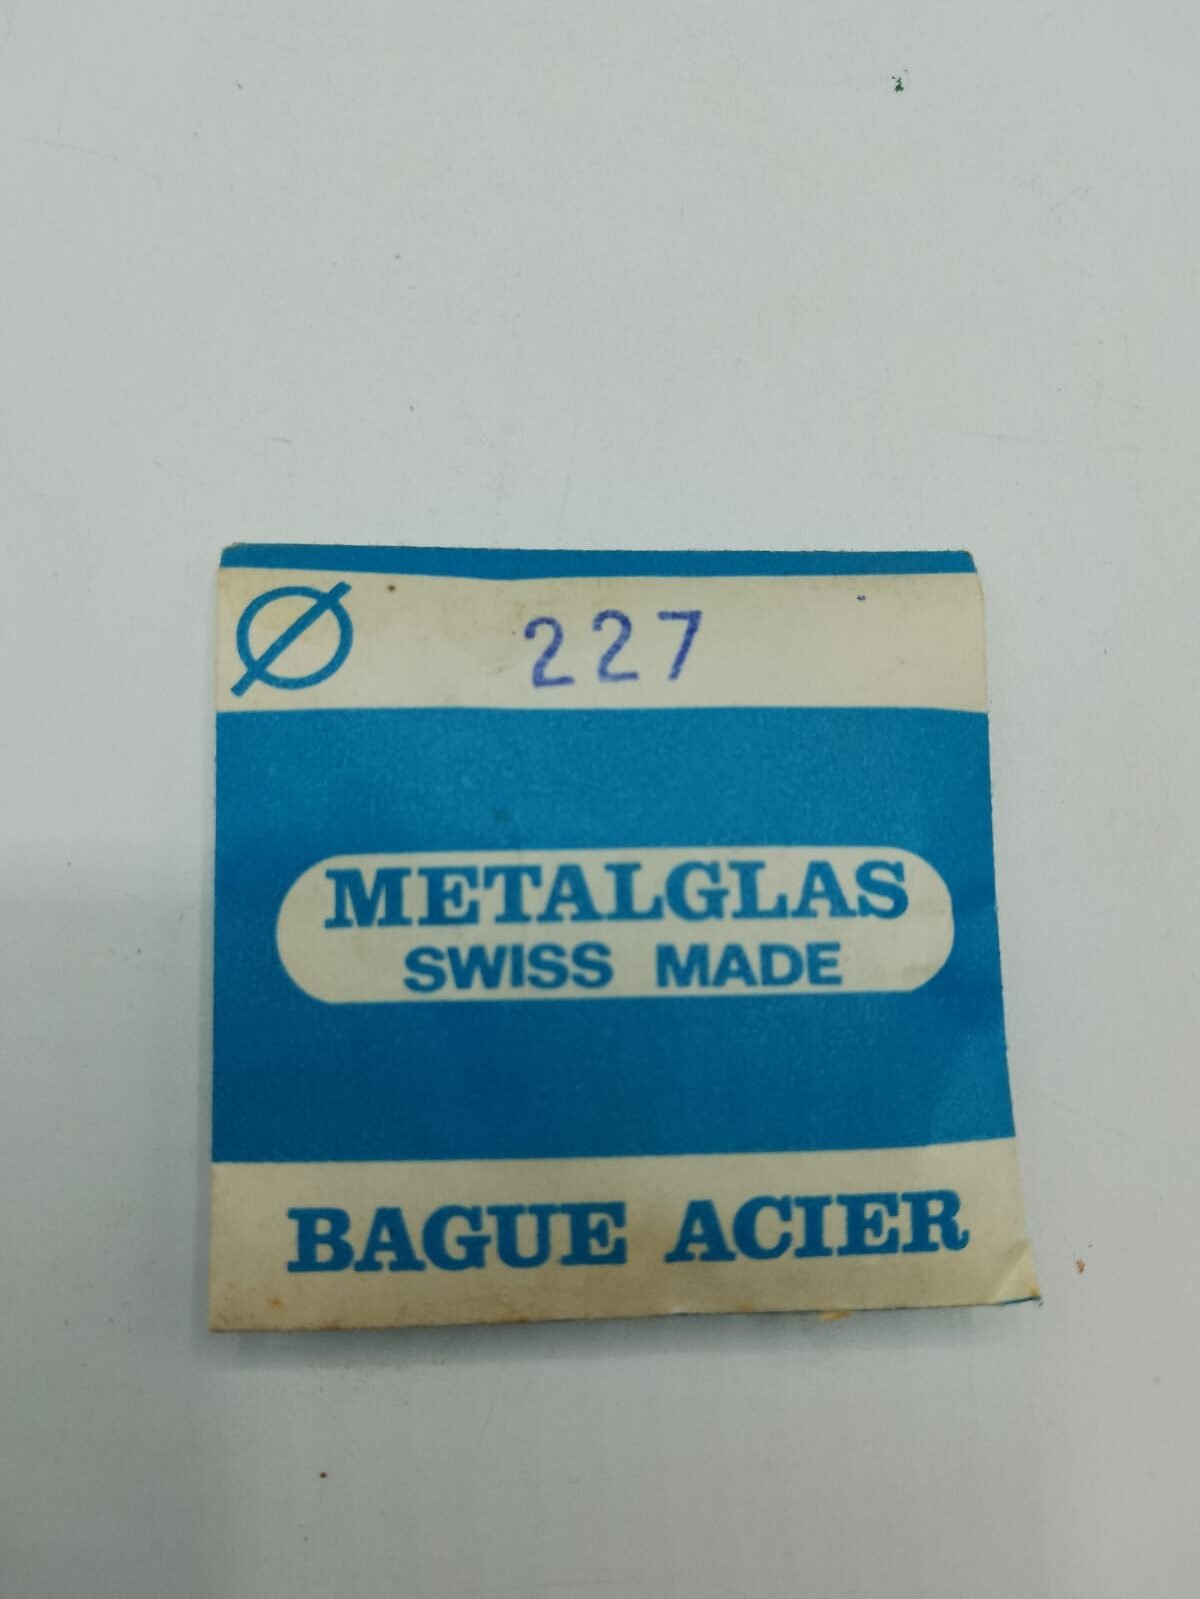 Ø 227
METALGLAS
SWISS MADE
BAGUE ACIER